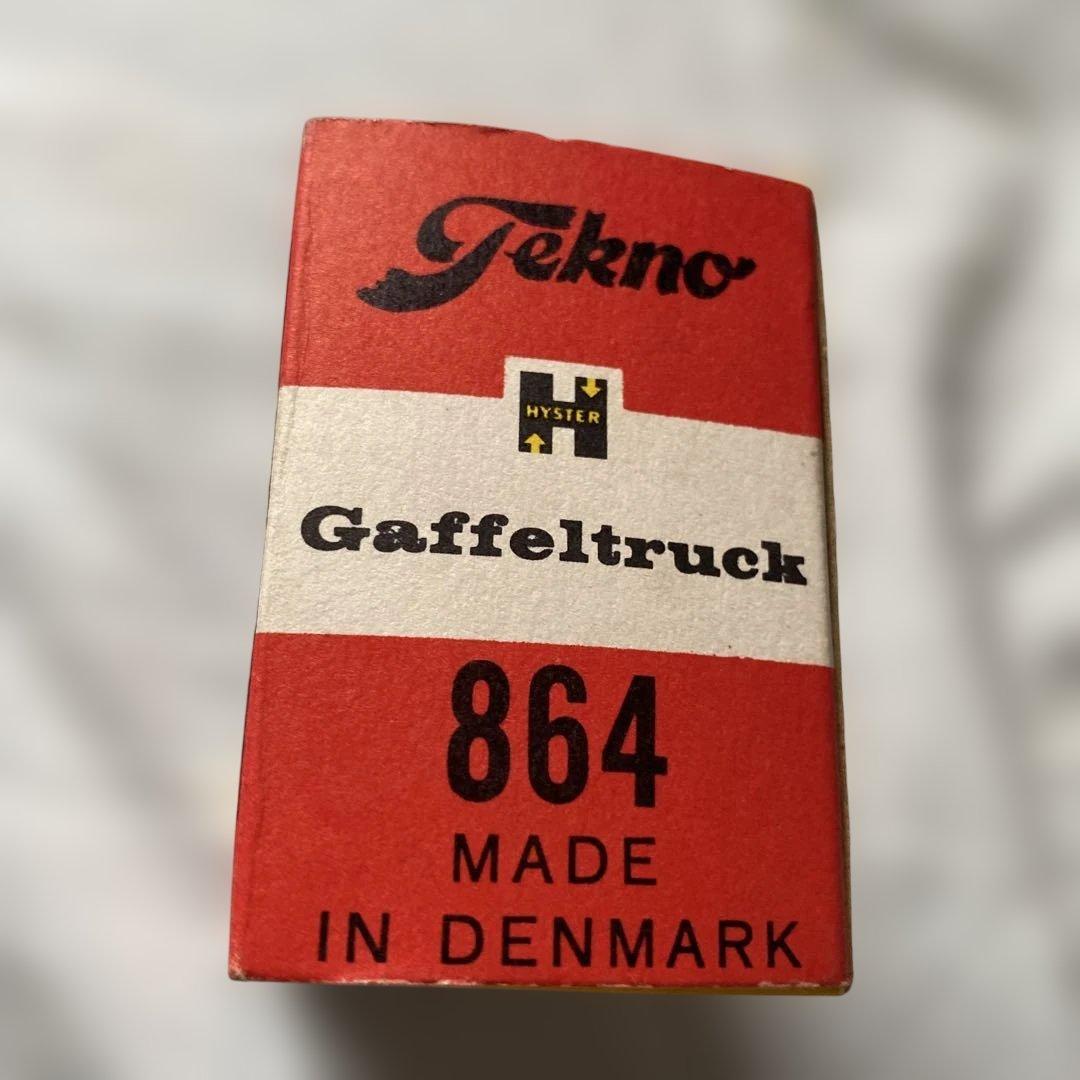 Tekno
HYSTER
Gaffeltruck
864
MADE
IN DENMARK